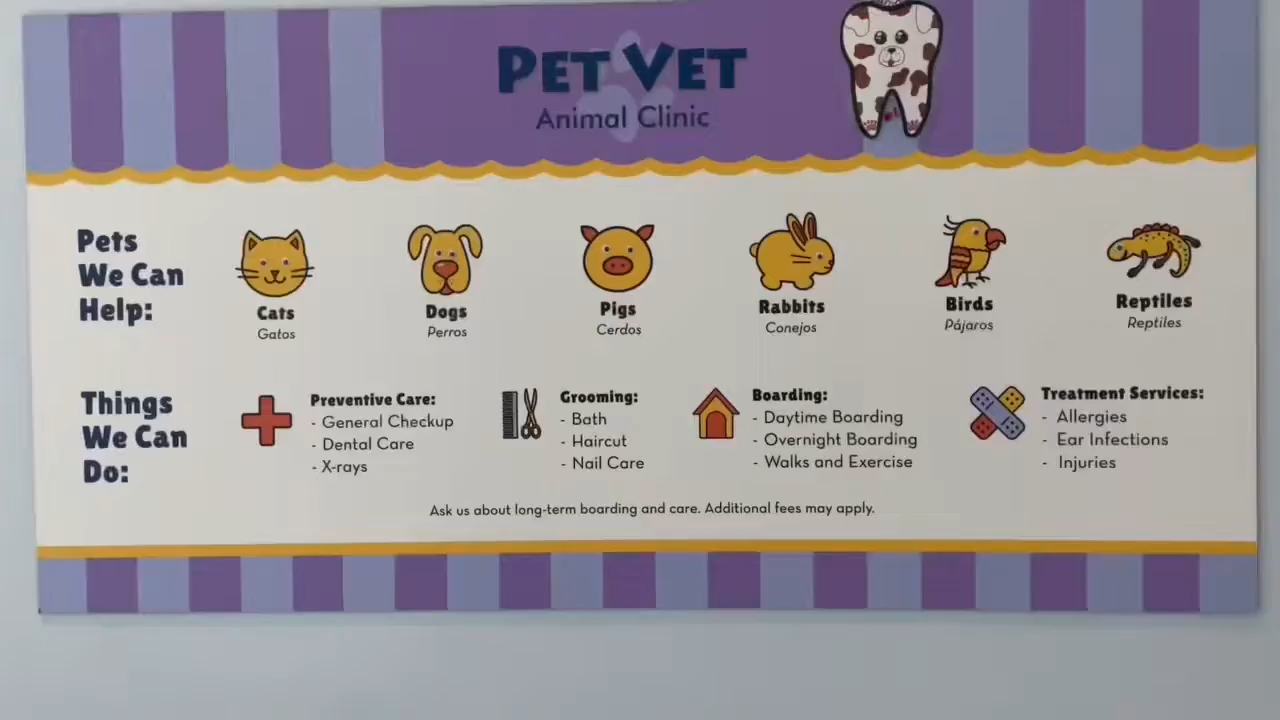 PET VET
Animal Clinic
Pets
We Can
Help:
Cats
Gatos
Dogs
Perros
Pigs
Cerdos
Rabbits
Conejos
Birds
Pájaros
Reptiles
Reptiles
Things
We Can
Do:
Preventive Care:
- General Checkup
- Dental Care
- X-rays
Grooming:
- Bath
- Haircut
- Nail Care
Boarding:
- Daytime Boarding
- Overnight Boarding
- Walks and Exercise
Treatment Services:
- Allergies
- Ear Infections
- Injuries
Ask us about long-term boarding and care. Additional fees may apply.